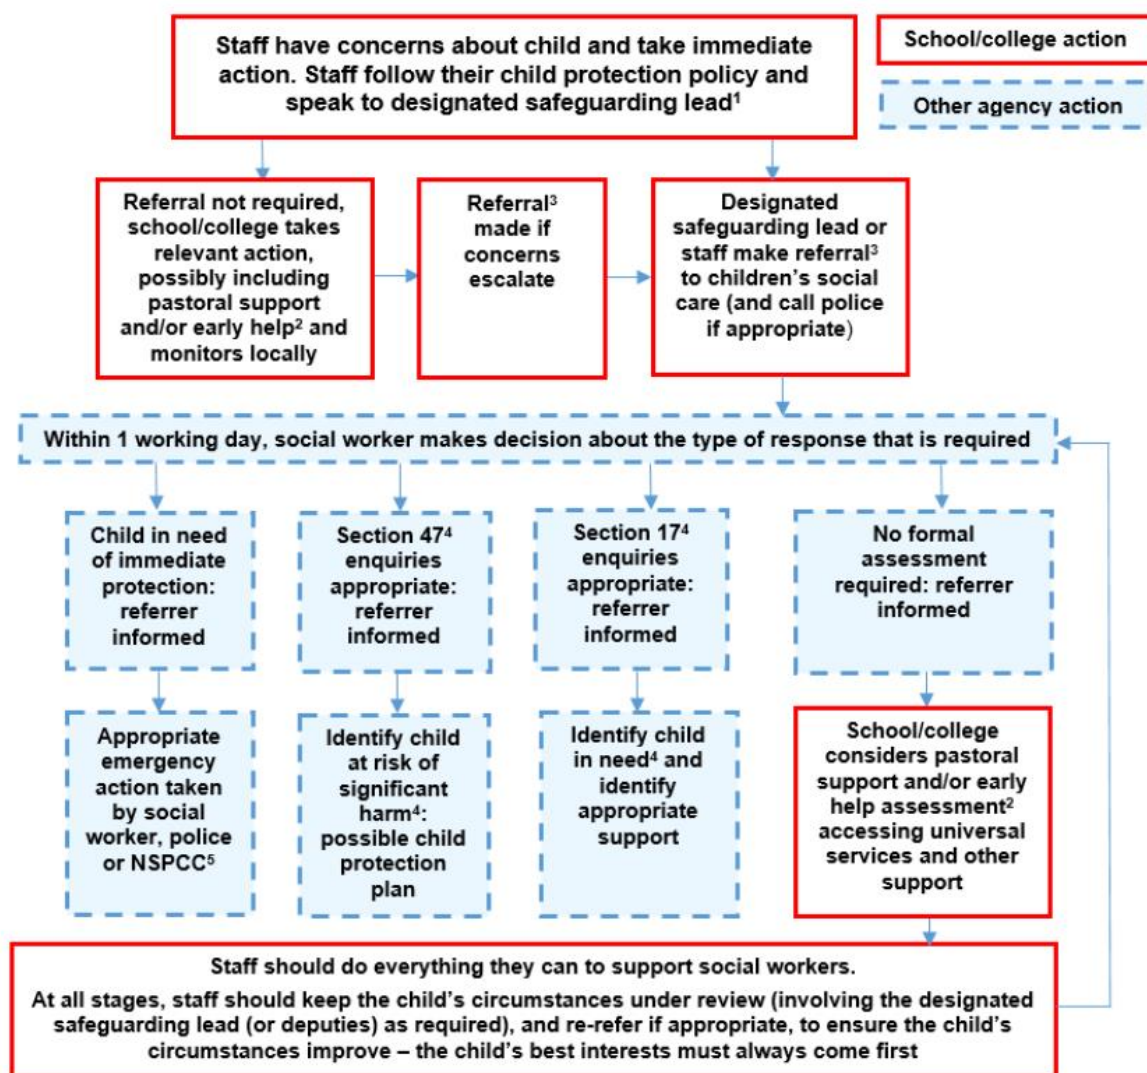 Staff have concerns about child and take immediate
action. Staff follow their child protection policy and
speak to designated safeguarding lead¹
School/college action
Other agency action
Referral not required,
school/college takes
relevant action,
possibly including
pastoral support
and/or early help² and
monitors locally
Referral³
made if
concerns
escalate
Designated
safeguarding lead or
staff make referral³
to children's social
care (and call police
if appropriate)
Within 1 working day, social worker makes decision about the type of response that is required
Child in need
of immediate
protection:
referrer
informed
Section 47⁴
enquiries
appropriate:
referrer
informed
Section 17⁴
enquiries
appropriate:
referrer
informed
No formal
assessment
required: referrer
informed
Appropriate
emergency
action taken
by social
worker, police
or NSPCC⁵
Identify child
at risk of
significant
harm⁴:
possible child
protection
plan
Identify child
in need⁴ and
identify
appropriate
support
School/college
considers pastoral
support and/or early
help assessment²
accessing universal
services and other
support
Staff should do everything they can to support social workers.
At all stages, staff should keep the child's circumstances under review (involving the designated
safeguarding lead (or deputies) as required), and re-refer if appropriate, to ensure the child's
circumstances improve – the child's best interests must always come first